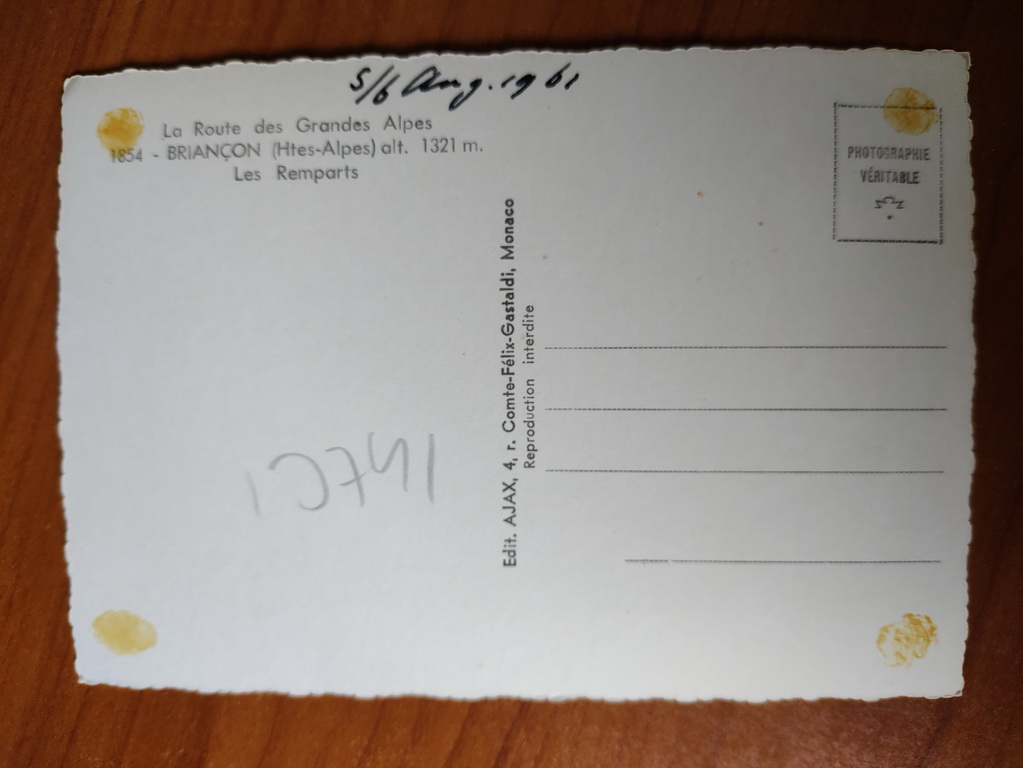 5/6 Aug. 1961
La Route des Grandes Alpes
1854 - BRIANÇON (Htes-Alpes) alt. 1321 m.
Les Remparts
PHOTOGRAPHIE
VÉRITABLE
Edit. AJAX, 4, r. Comte-Félix-Gastaldi, Monaco
Reproduction interdite